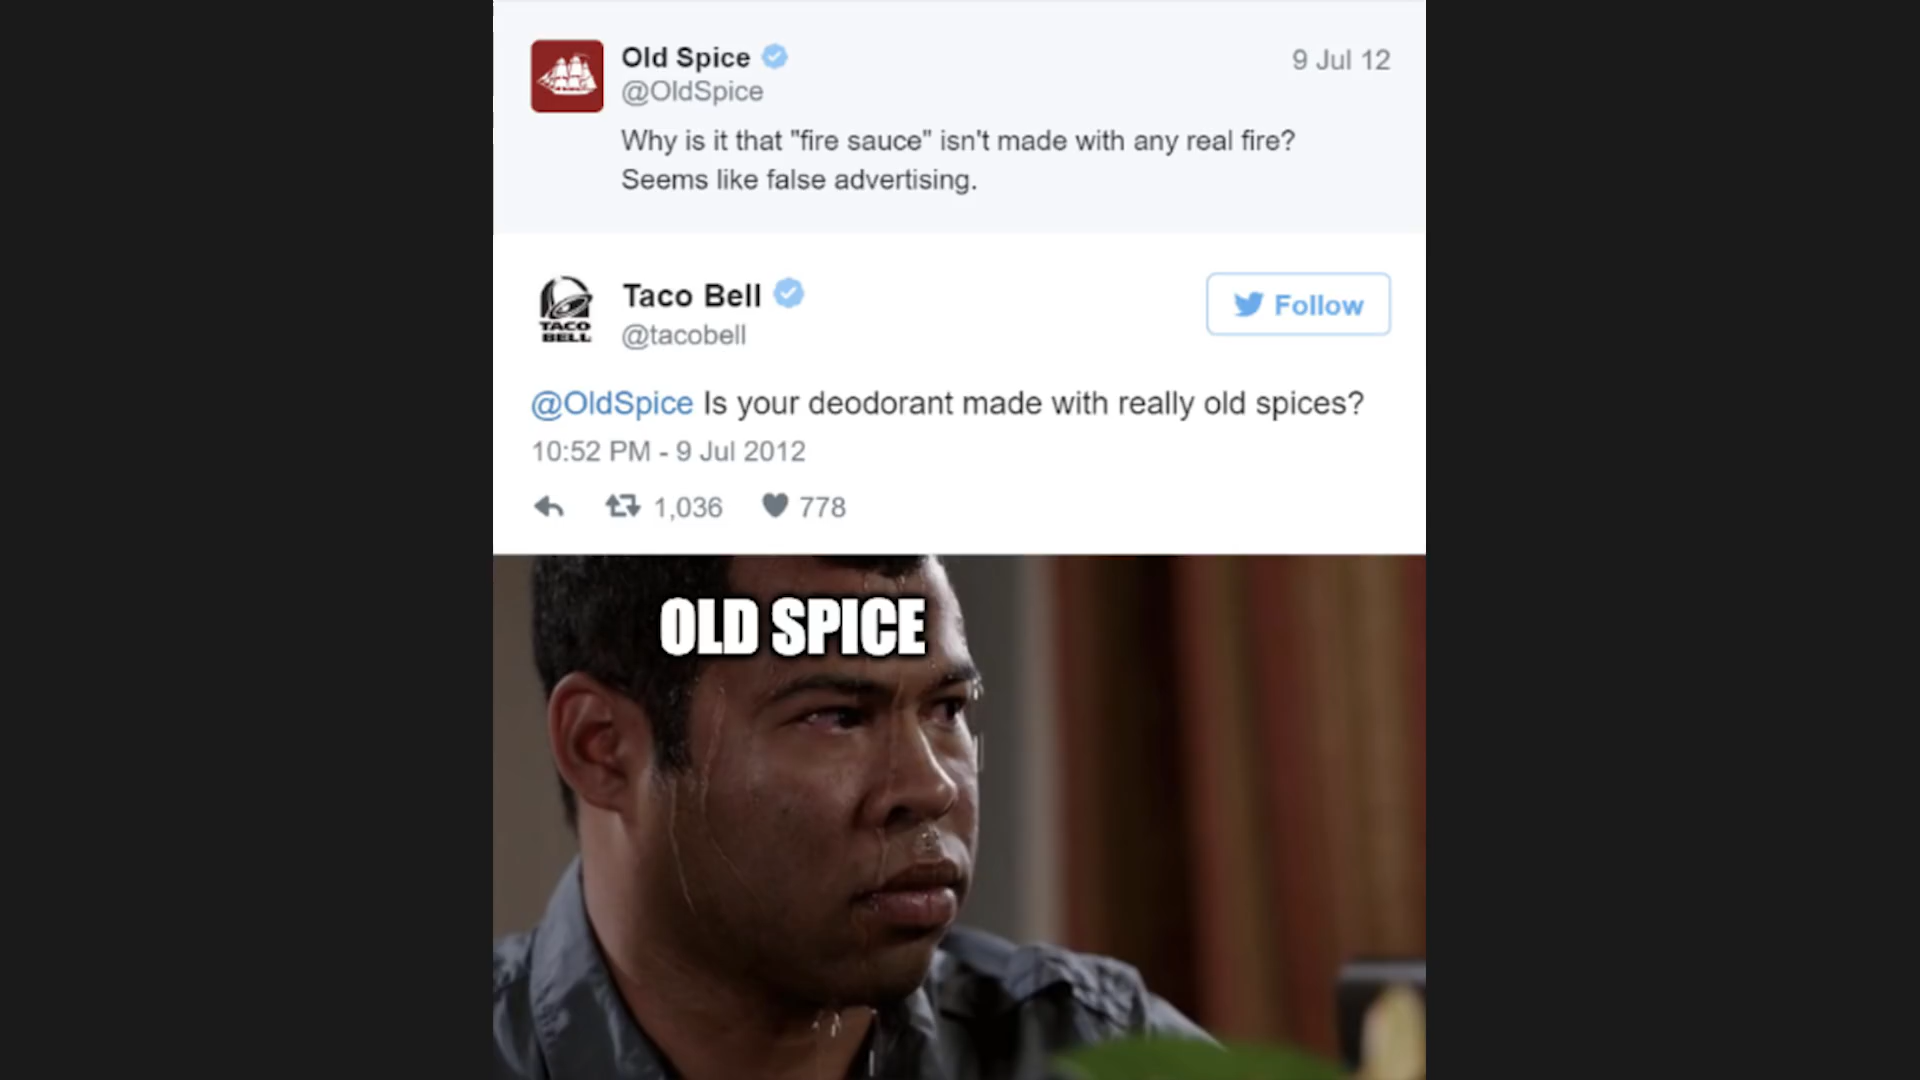 Old Spice
9 Jul 12
@OldSpice
Why is it that "fire sauce" isn't made with any real fire?
Seems like false advertising.
TACO
BELL
Taco Bell
Follow
@tacobell
@OldSpice Is your deodorant made with really old spices?
10:52 PM - 9 Jul 2012
1,036 778
OLD SPICE